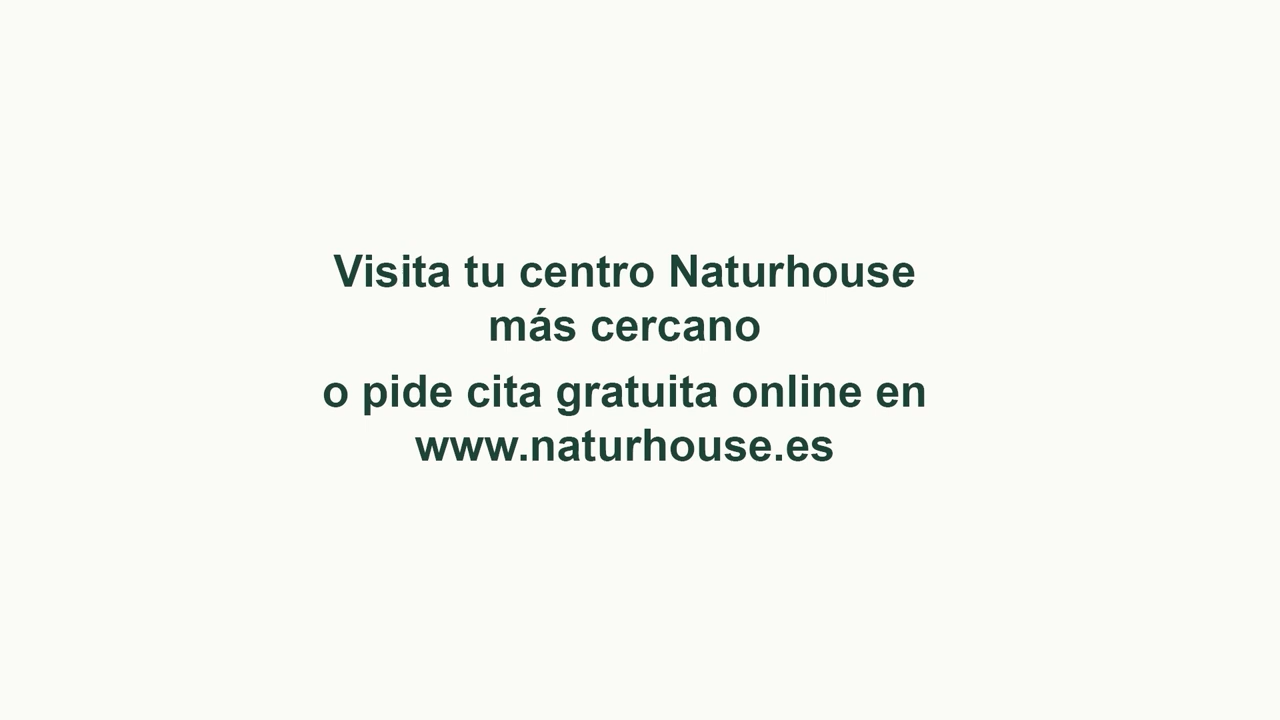 Visita tu centro Naturhouse
más cercano
o pide cita gratuita online en
www.naturhouse.es